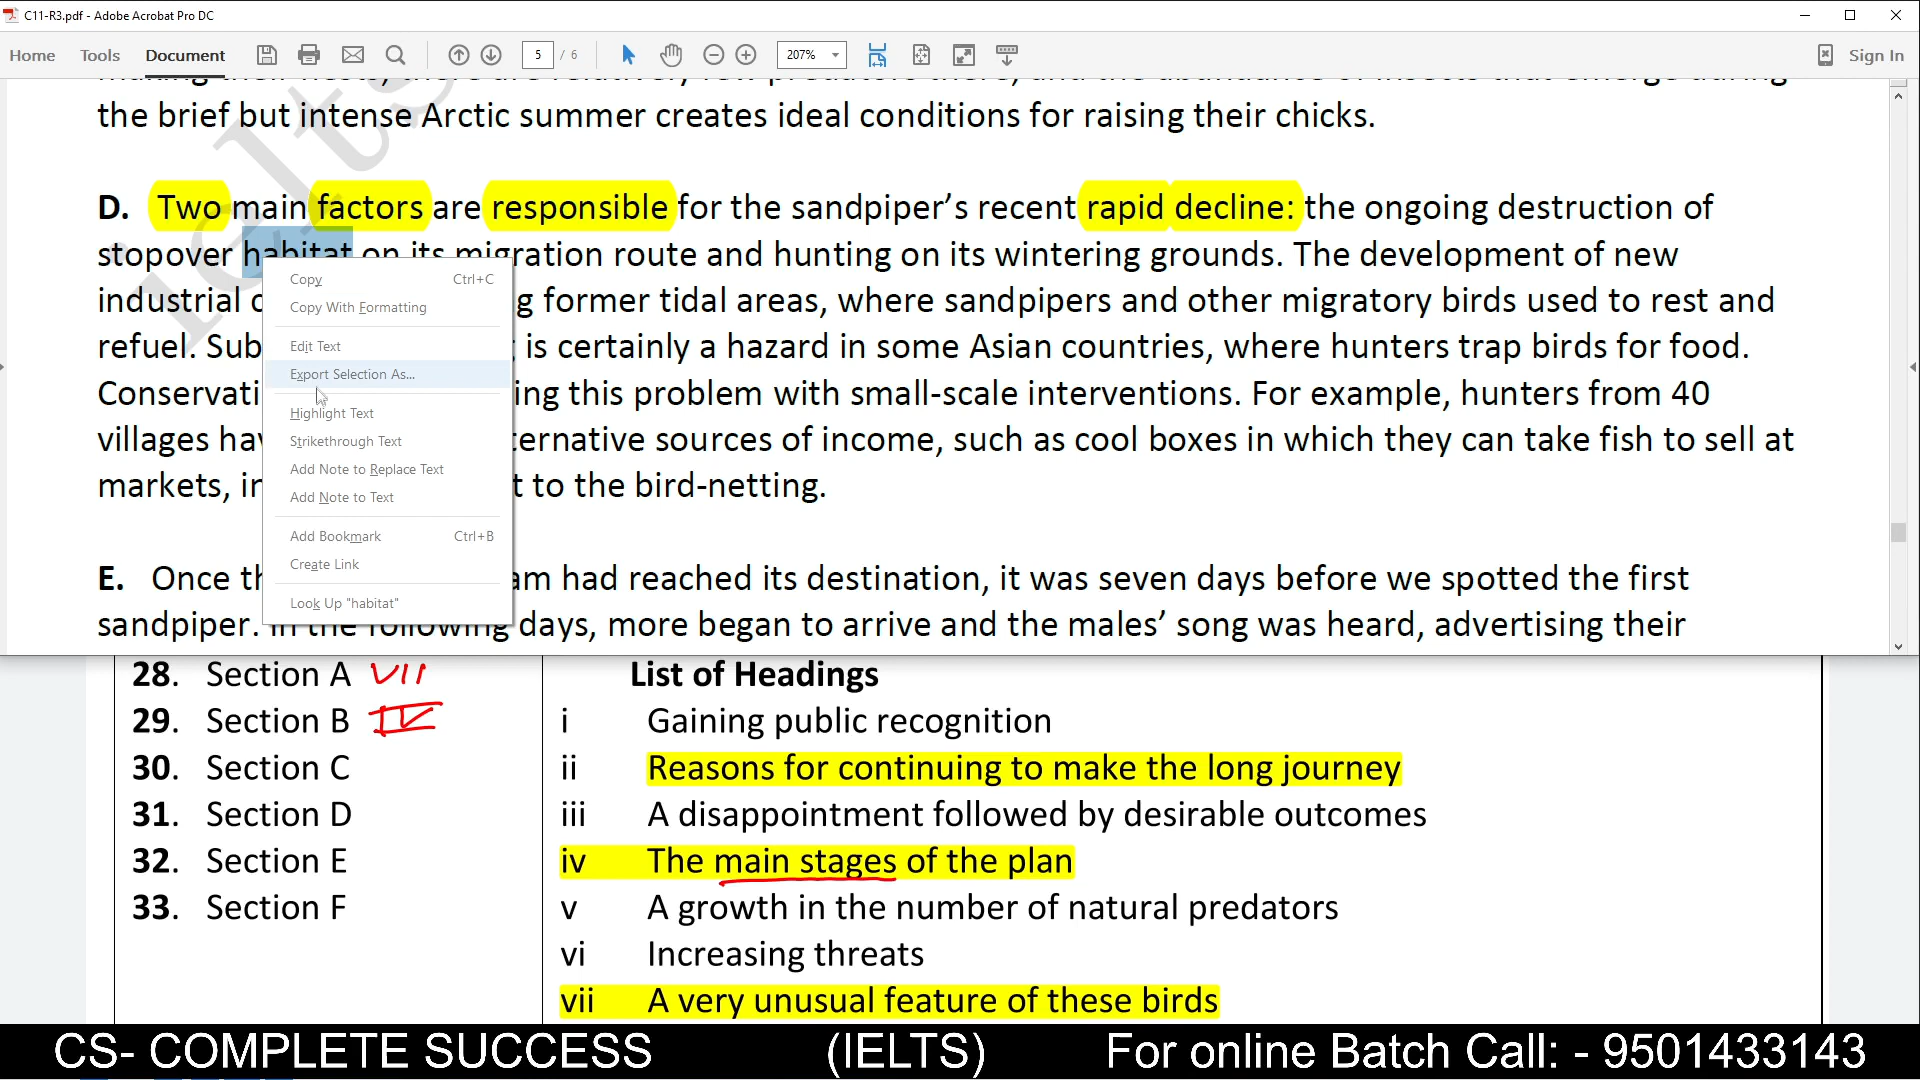 C11-R3.pdf - Adobe Acrobat Pro DC
Home Tools Document 5 / 6 207% Sign In
the brief but intense Arctic summer creates ideal conditions for raising their chicks.
D. Two main factors are responsible for the sandpiper's recent rapid decline: the ongoing destruction of
stopover habitat on its migration route and hunting on its wintering grounds. The development of new
industrial g former tidal areas, where sandpipers and other migratory birds used to rest and
refuel. Sub is certainly a hazard in some Asian countries, where hunters trap birds for food.
Conservati ing this problem with small-scale interventions. For example, hunters from 40
villages hav ternative sources of income, such as cool boxes in which they can take fish to sell at
markets, in t to the bird-netting.
E. Once th am had reached its destination, it was seven days before we spotted the first
sandpiper. In the following days, more began to arrive and the males' song was heard, advertising their
Copy Ctrl+C
Copy With Formatting
Edit Text
Export Selection As...
Highlight Text
Strikethrough Text
Add Note to Replace Text
Add Note to Text
Add Bookmark Ctrl+B
Create Link
Look Up "habitat"
ielts
28. Section A VII
29. Section B IV
30. Section C
31. Section D
32. Section E
33. Section F
List of Headings
i Gaining public recognition
ii Reasons for continuing to make the long journey
iii A disappointment followed by desirable outcomes
iv The main stages of the plan
v A growth in the number of natural predators
vi Increasing threats
vii A very unusual feature of these birds
CS- COMPLETE SUCCESS (IELTS) For online Batch Call: - 9501433143